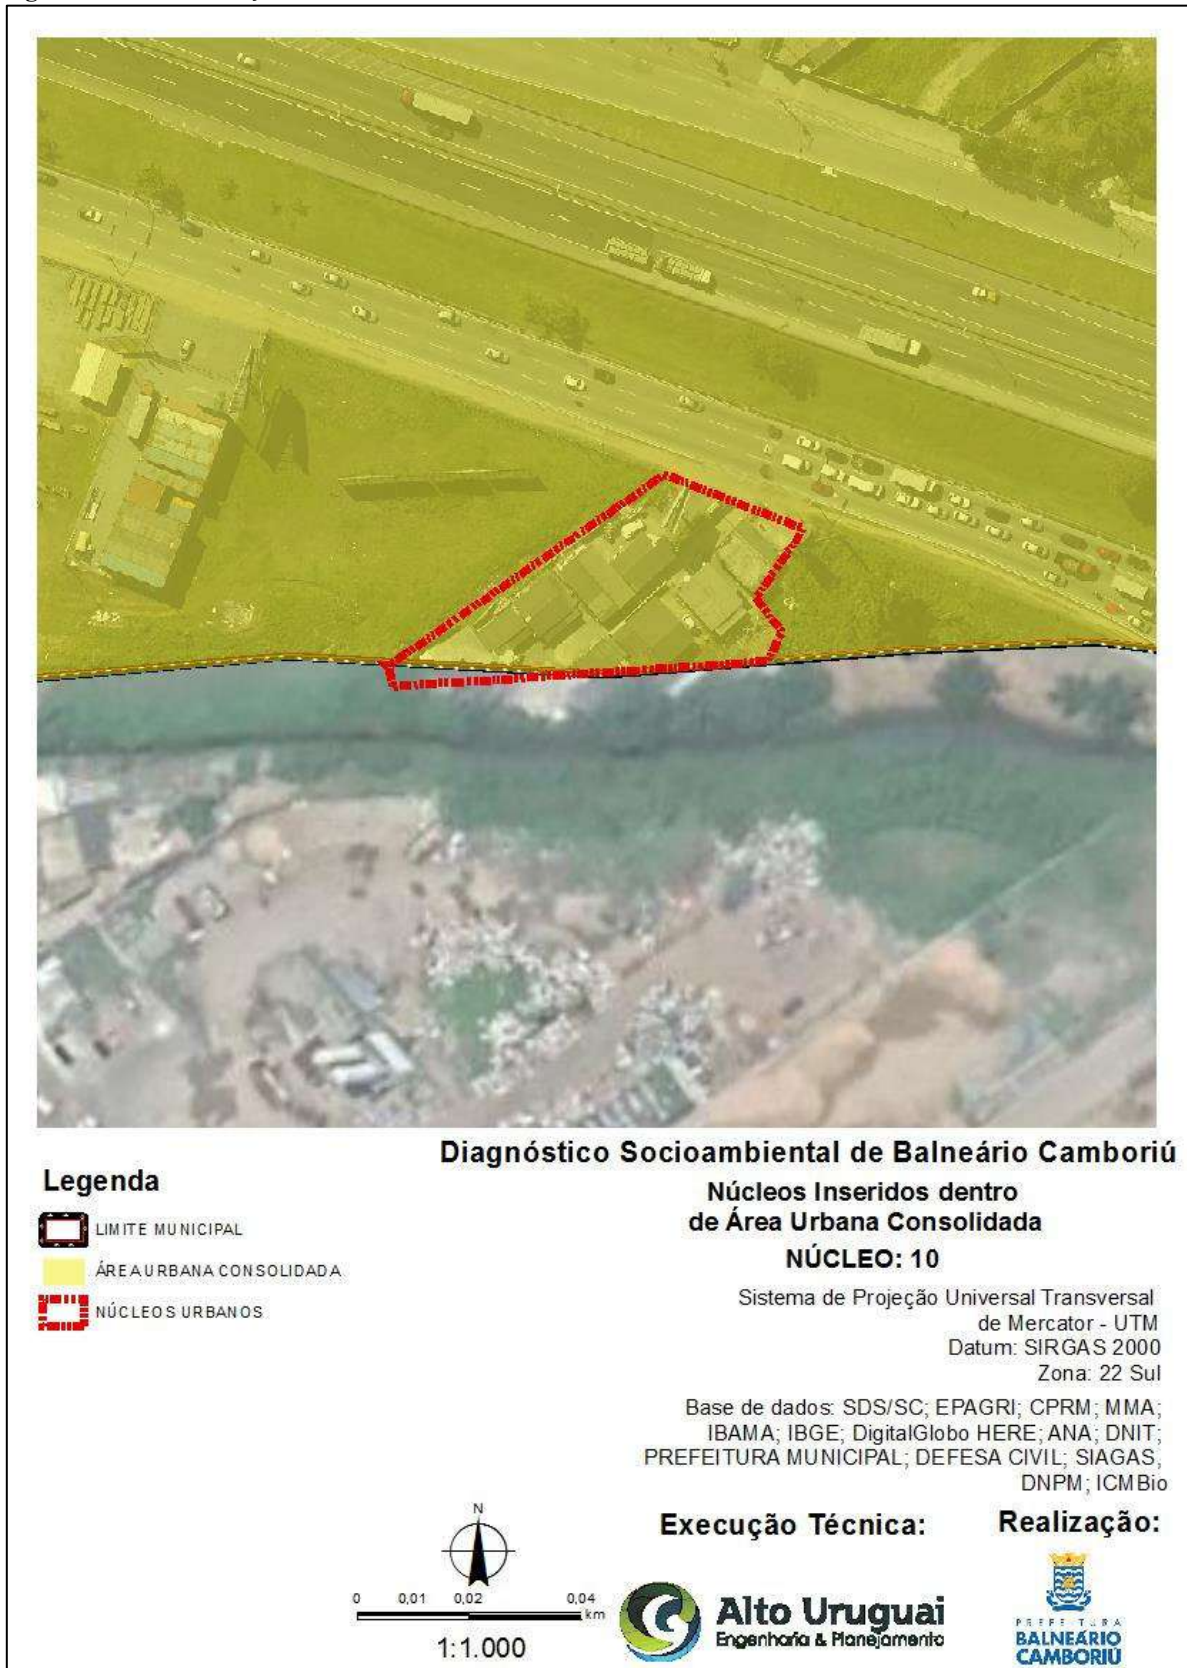 Diagnóstico Socioambiental de Balneário Camboriú
Núcleos Inseridos dentro
de Área Urbana Consolidada
NÚCLEO: 10
Legenda
LIMITE MUNICIPAL
ÁREA URBANA CONSOLIDADA
NÚCLEOS URBANOS
Sistema de Projeção Universal Transversal
de Mercator - UTM
Datum: SIRGAS 2000
Zona: 22 Sul
Base de dados: SDS/SC; EPAGRI; CPRM; MMA;
IBAMA; IBGE; DigitalGlobo HERE; ANA; DNIT;
PREFEITURA MUNICIPAL; DEFESA CIVIL; SIAGAS,
DNPM; ICMBio
N
0 0,01 0,02 0,04
km
1:1.000
Execução Técnica:
Alto Uruguai
Engenharia & Planejamento
Realização:
PREFEITURA
BALNEÁRIO
CAMBORIÚ